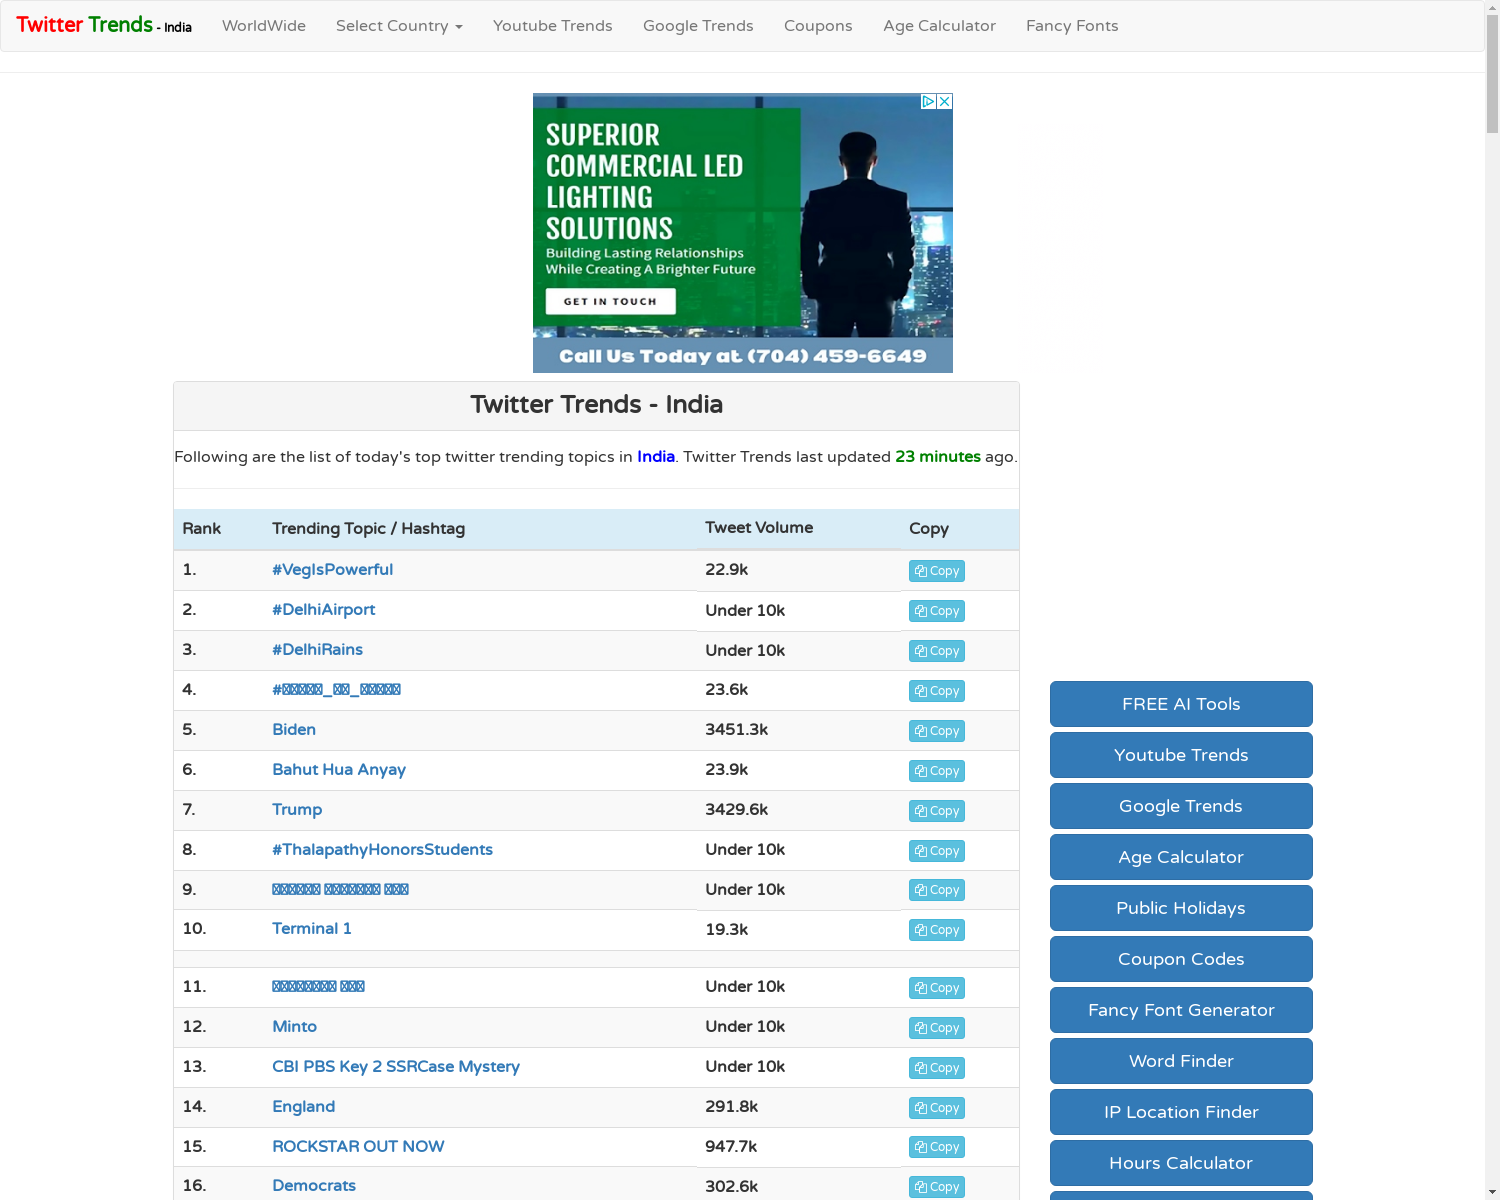 Twitter Trends - India WorldWide Select Country Youtube Trends Google Trends Coupons Age Calculator Fancy Fonts
SUPERIOR
COMMERCIAL LED
LIGHTING
SOLUTIONS
Building Lasting Relationships
While Creating A Brighter Future
GET IN TOUCH
Call Us Today at (704) 459-6649
Twitter Trends - India
Following are the list of today's top twitter trending topics in India. Twitter Trends last updated 23 minutes ago.
Rank Trending Topic / Hashtag Tweet Volume Copy
1. #VegIsPowerful 22.9k Copy
2. #DelhiAirport Under 10k Copy
3. #DelhiRains Under 10k Copy
4. 23.6k Copy
5. Biden 3451.3k Copy
6. Bahut Hua Anyay 23.9k Copy
7. Trump 3429.6k Copy
8. #ThalapathyHonorsStudents Under 10k Copy
9. Under 10k Copy
10. Terminal 1 19.3k Copy
11. Under 10k Copy
12. Minto Under 10k Copy
13. CBI PBS Key 2 SSRCase Mystery Under 10k Copy
14. England 291.8k Copy
15. ROCKSTAR OUT NOW 947.7k Copy
16. Democrats 302.6k Copy
FREE AI Tools
Youtube Trends
Google Trends
Age Calculator
Public Holidays
Coupon Codes
Fancy Font Generator
Word Finder
IP Location Finder
Hours Calculator